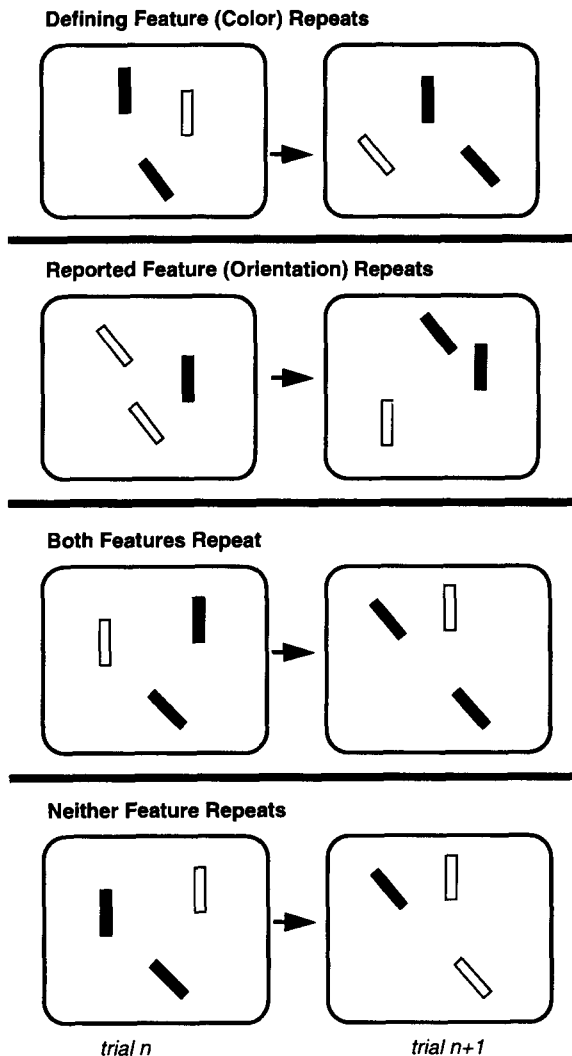 Defining Feature (Color) Repeats
Reported Feature (Orientation) Repeats
Both Features Repeat
Neither Feature Repeats
trial n
trial n+1